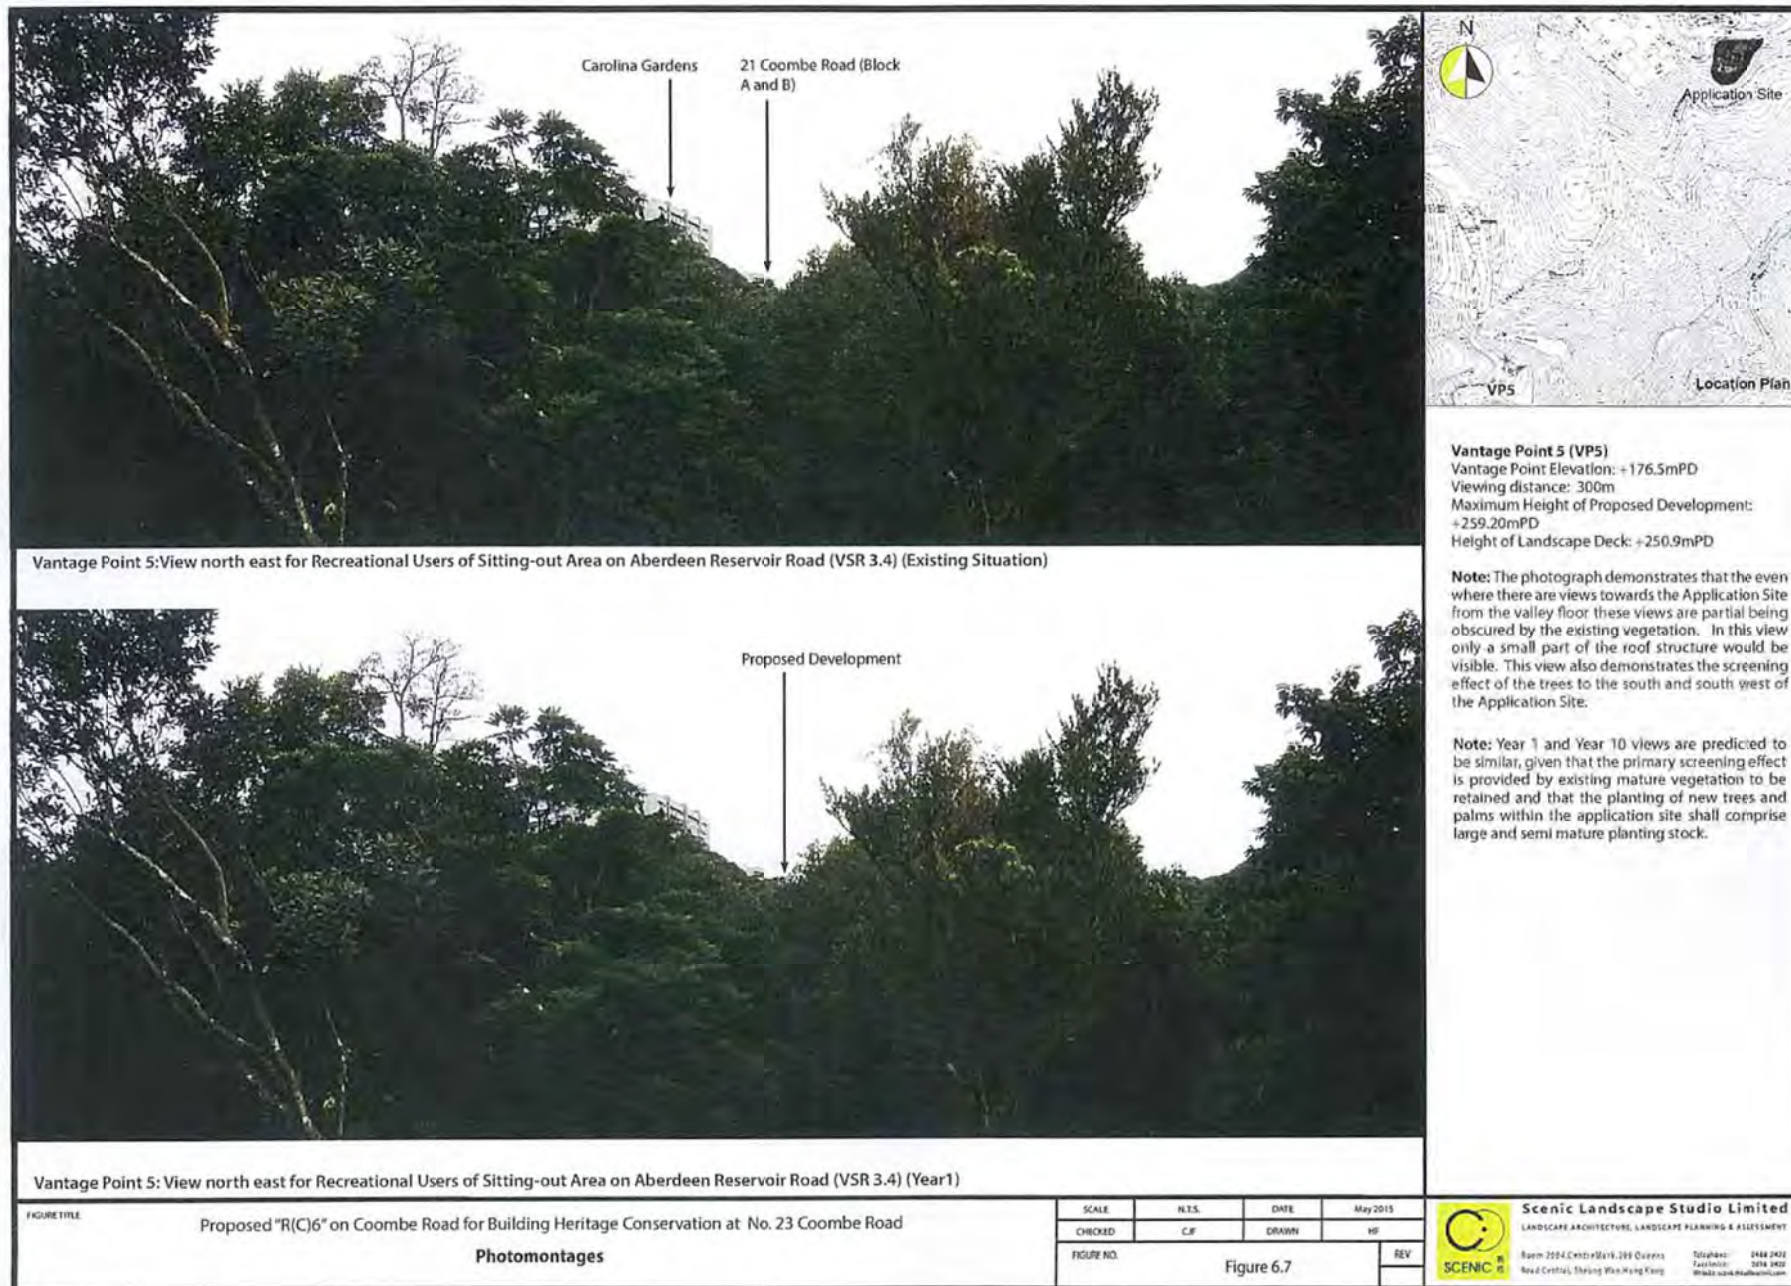 Carolina Gardens
21 Coombe Road (Block
A and B)
Vantage Point 5:View north east for Recreational Users of Sitting-out Area on Aberdeen Reservoir Road (VSR 3.4) (Existing Situation)
Proposed Development
Vantage Point 5: View north east for Recreational Users of Sitting-out Area on Aberdeen Reservoir Road (VSR 3.4) (Year1)
N
Application Site
VP5
Location Plan
Vantage Point 5 (VP5)
Vantage Point Elevation: +176.5mPD
Viewing distance: 300m
Maximum Height of Proposed Development:
+259.20mPD
Height of Landscape Deck: +250.9mPD
Note: The photograph demonstrates that the even
where there are views towards the Application Site
from the valley floor these views are partial being
obscured by the existing vegetation. In this view
only a small part of the roof structure would be
visible. This view also demonstrates the screening
effect of the trees to the south and south west of
the Application Site.
Note: Year 1 and Year 10 views are predicted to
be similar, given that the primary screening effect
is provided by existing mature vegetation to be
retained and that the planting of new trees and
palms within the application site shall comprise
large and semi mature planting stock.
FIGURE TITLE
Proposed "R(C)6" on Coombe Road for Building Heritage Conservation at No. 23 Coombe Road
Photomontages
SCALE N.T.S. DATE May 2015
CHECKED CJF DRAWN HF
FIGURE NO. Figure 6.7 REV
SCENIC
Scenic Landscape Studio Limited
LANDSCAPE ARCHITECTURE, LANDSCAPE PLANNING & ASSESSMENT
Road Central, Sheung Wan, Hong Kong